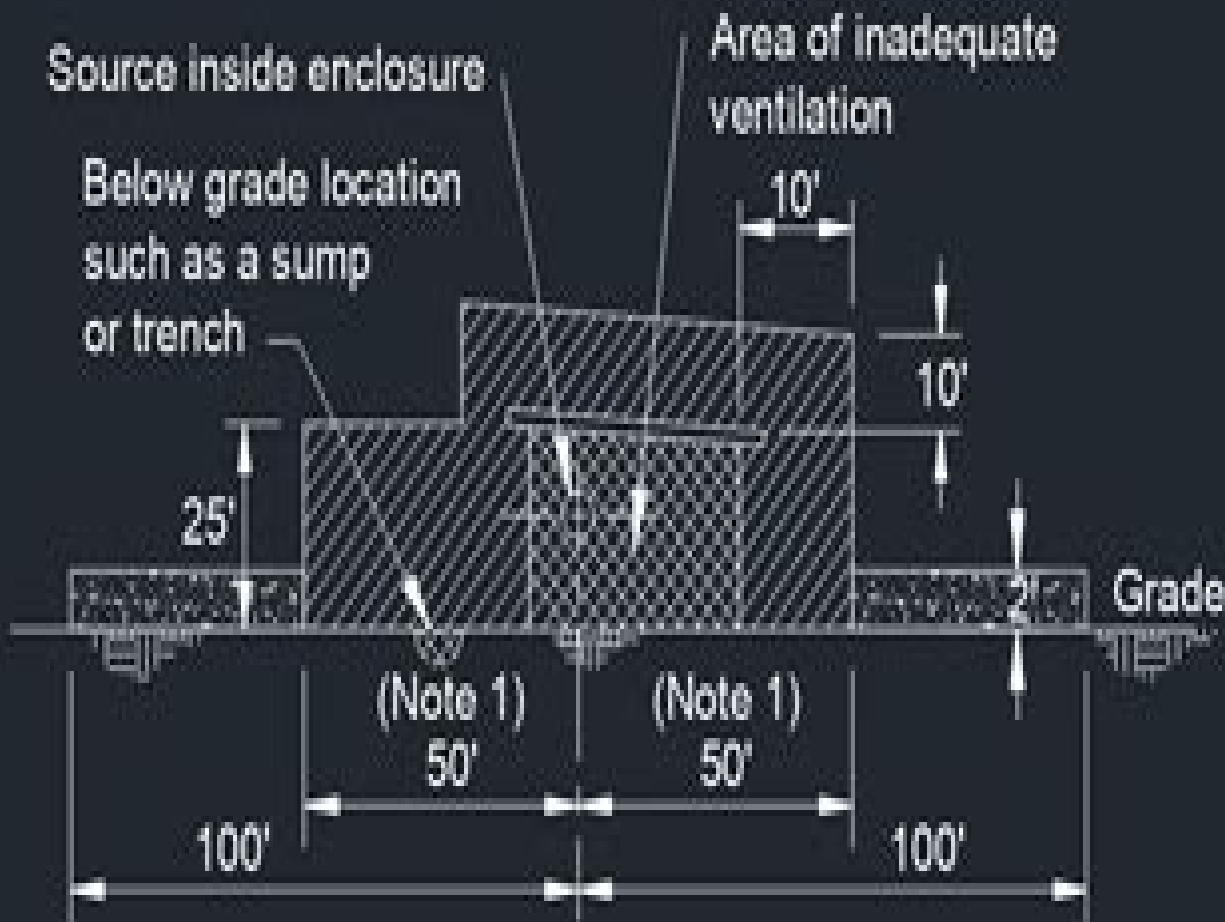 Source inside enclosure
Area of inadequate
ventilation
Below grade location
such as a sump
or trench
10'
10'
25'
2'
Grade
(Note 1)
(Note 1)
50'
50'
100'
100'